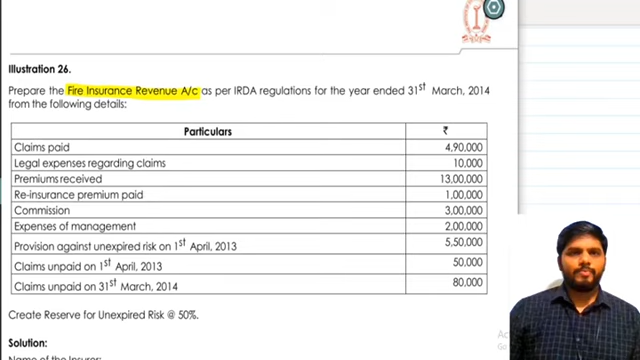 Illustration 26.
Prepare the Fire Insurance Revenue A/c as per IRDA regulations for the year ended 31st March, 2014
from the following details:
Particulars ₹
Claims paid 4,90,000
Legal expenses regarding claims 10,000
Premiums received 13,00,000
Re-insurance premium paid 1,00,000
Commission 3,00,000
Expenses of management 2,00,000
Provision against unexpired risk on 1st April, 2013 5,50,000
Claims unpaid on 1st April, 2013 50,000
Claims unpaid on 31st March, 2014 80,000
Create Reserve for Unexpired Risk @ 50%.
Solution:
Name of the Insurer: